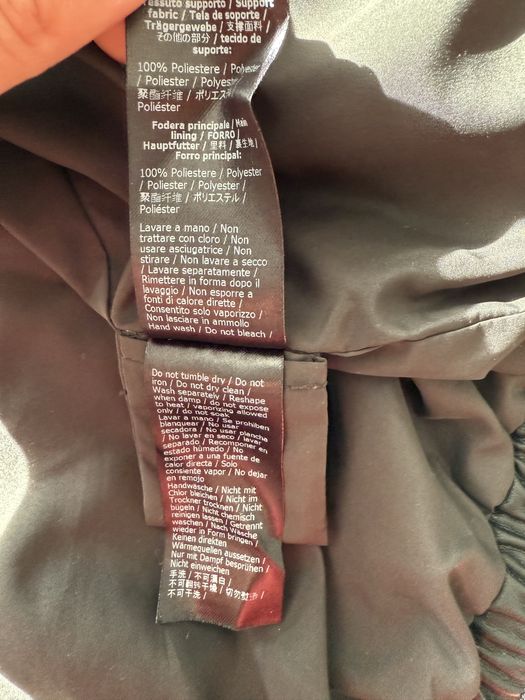 Tessuto supporto / Support
fabric / Tela de soporte /
Trägergewebe / 支撑面料 /
その他の部分 / tecido de
suporte:
100% Poliestere / Polyester
/ Polyester / Polyester /
聚酯纤维 / ポリエステル /
Poliéster
Fodera principale / Main
lining / FORRO /
Hauptfutter / 里料 / 裏生地 /
Forro principal:
100% Poliestere / Polyester
/ Poliester / Polyester /
聚酯纤维 / ポリエステル /
Poliéster
Lavare a mano / Non
trattare con cloro / Non
usare asciugatrice / Non
stirare / Non lavare a secco
/ Lavare separatamente /
Rimettere in forma dopo il
lavaggio / Non esporre a
fonti di calore dirette /
Consentito solo vaporizzo /
Non lasciare in ammollo
Hand wash / Do not bleach /
Do not tumble dry / Do not
iron / Do not dry clean /
Wash separately / Reshape
when damp / do not expose
to heat / vaporizing allowed
only / do not soak
Lavar a mano / Se prohiben
blanquear / No usar
secadora / No usar plancha
/ No lavar en seco / lavar
separado / Recomponer en
estado húmedo / No
exponer a una fuente de
calor directa / Solo
consiente vapor / No dejar
en remojo
Handwäsche / Nicht mit
Chlor bleichen / Nicht im
Trockner trocknen / Nicht
bügeln / Nicht chemisch
reinigen lassen / Getrennt
waschen / Nach Wäsche
wieder in Form bringen /
Keinen direkten
Wärmequellen aussetzen /
Nur mit Dampf besprühen /
Nicht einweichen
手洗 / 不可漂白 /
不可翻转干燥 / 切勿熨 /
不可干洗 /